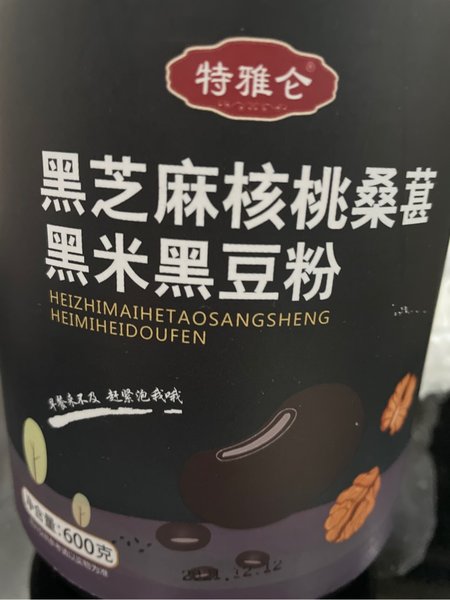 特雅仑®
黑芝麻核桃桑葚
黑米黑豆粉
HEIZHIMAIHETAOSANGSHENG
HEIMIHEIDOUFEN
早餐来不及 赶紧泡我哦
净含量:600克